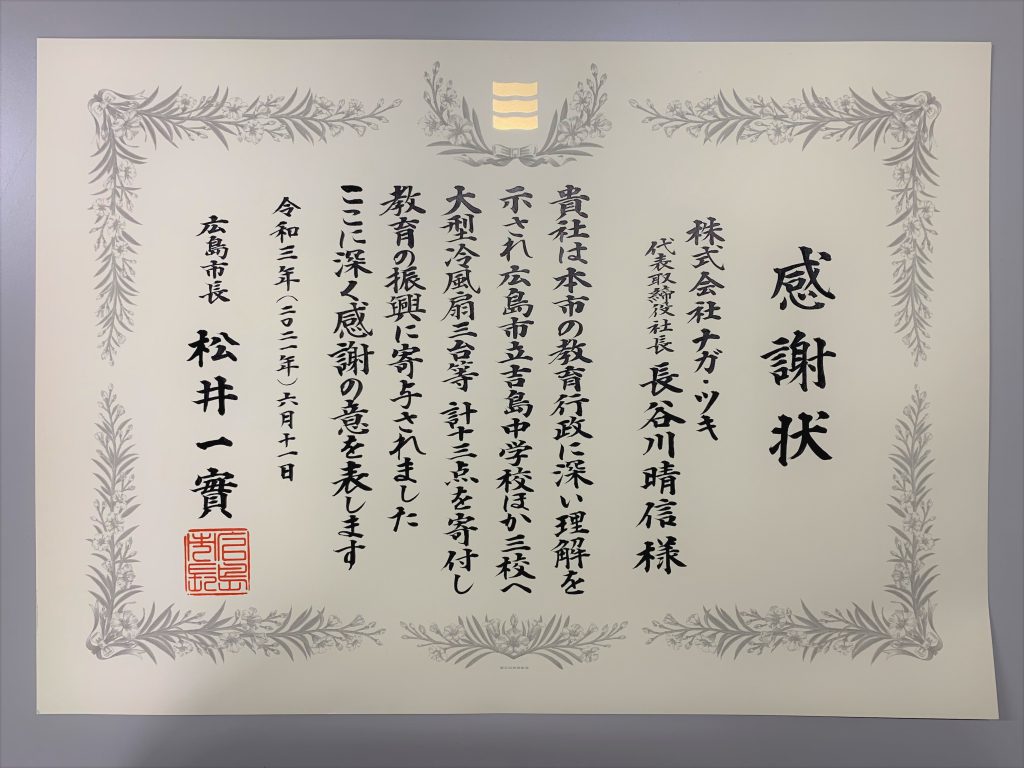 感謝状
株式会社ナガ・ツキ
代表取締役社長 長谷川晴信様
貴社は本市の教育行政に深い理解を
示され広島市立吉島中学校ほか三校へ
大型冷風扇三台等 計十三点を寄付し
教育の振興に寄与されました
ここに深く感謝の意を表します
令和三年(二〇二一年)六月十一日
広島市長 松井一實
広島市長